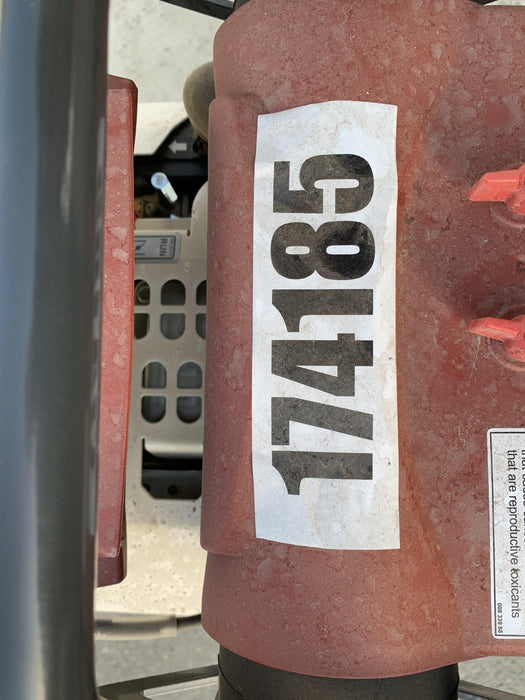 174185
RUN
that are reproductive toxicants